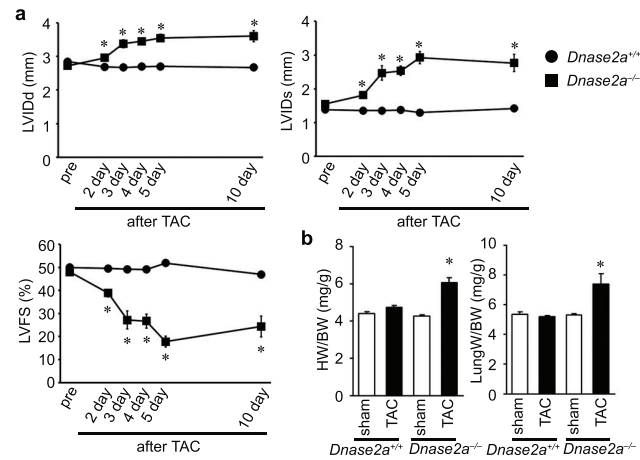 a
LVIDd (mm)
4
3
2
1
0
* * * * * *
pre
2 day
3 day
4 day
5 day
10 day
after TAC
LVIDs (mm)
4
3
2
1
0
* * * * * *
pre
2 day
3 day
4 day
5 day
10 day
after TAC
Dnase2a+/+
Dnase2a–/–
LVFS (%)
60
50
40
30
20
10
0
* * * * * *
pre
2 day
3 day
4 day
5 day
10 day
after TAC
b
HW/BW (mg/g)
8
6
4
2
0
*
sham
TAC
sham
TAC
Dnase2a+/+ Dnase2a–/–
LungW/BW (mg/g)
10
8
6
4
2
0
*
sham
TAC
sham
TAC
Dnase2a+/+ Dnase2a–/–